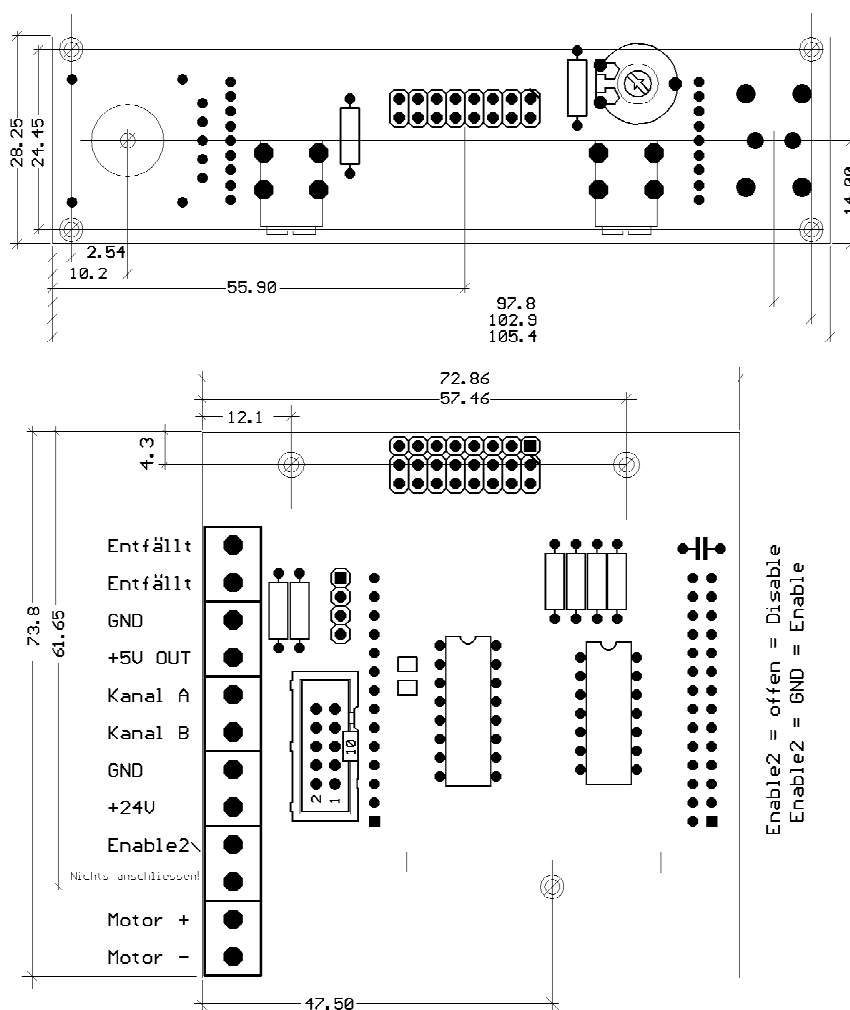 28.25
24.45
2.54
10.2
55.90
97.8
102.9
105.4
72.86
57.46
12.1
4.3
73.8
61.65
Entfällt
Entfällt
GND
+5V OUT
Kanal A
Kanal B
GND
+24V
Enable2
Nichts anschliessen!
Motor +
Motor -
10
2 1
Enable2 = offen = Disable
Enable2 = GND = Enable
47.50